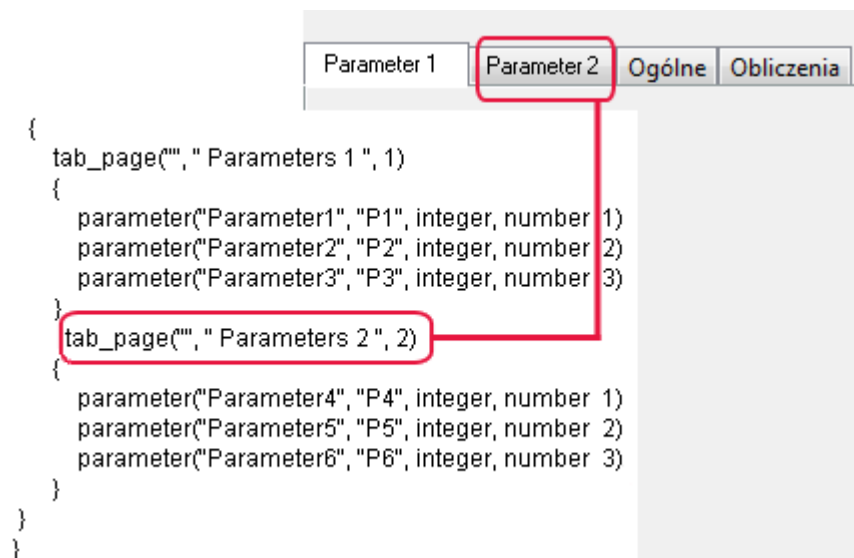 Parameter 1 Parameter 2 Ogólne Obliczenia
{
tab_page("", " Parameters 1 ", 1)
{
parameter("Parameter1", "P1", integer, number 1)
parameter("Parameter2", "P2", integer, number 2)
parameter("Parameter3", "P3", integer, number 3)
}
tab_page("", " Parameters 2 ", 2)
{
parameter("Parameter4", "P4", integer, number 1)
parameter("Parameter5", "P5", integer, number 2)
parameter("Parameter6", "P6", integer, number 3)
}
}
}